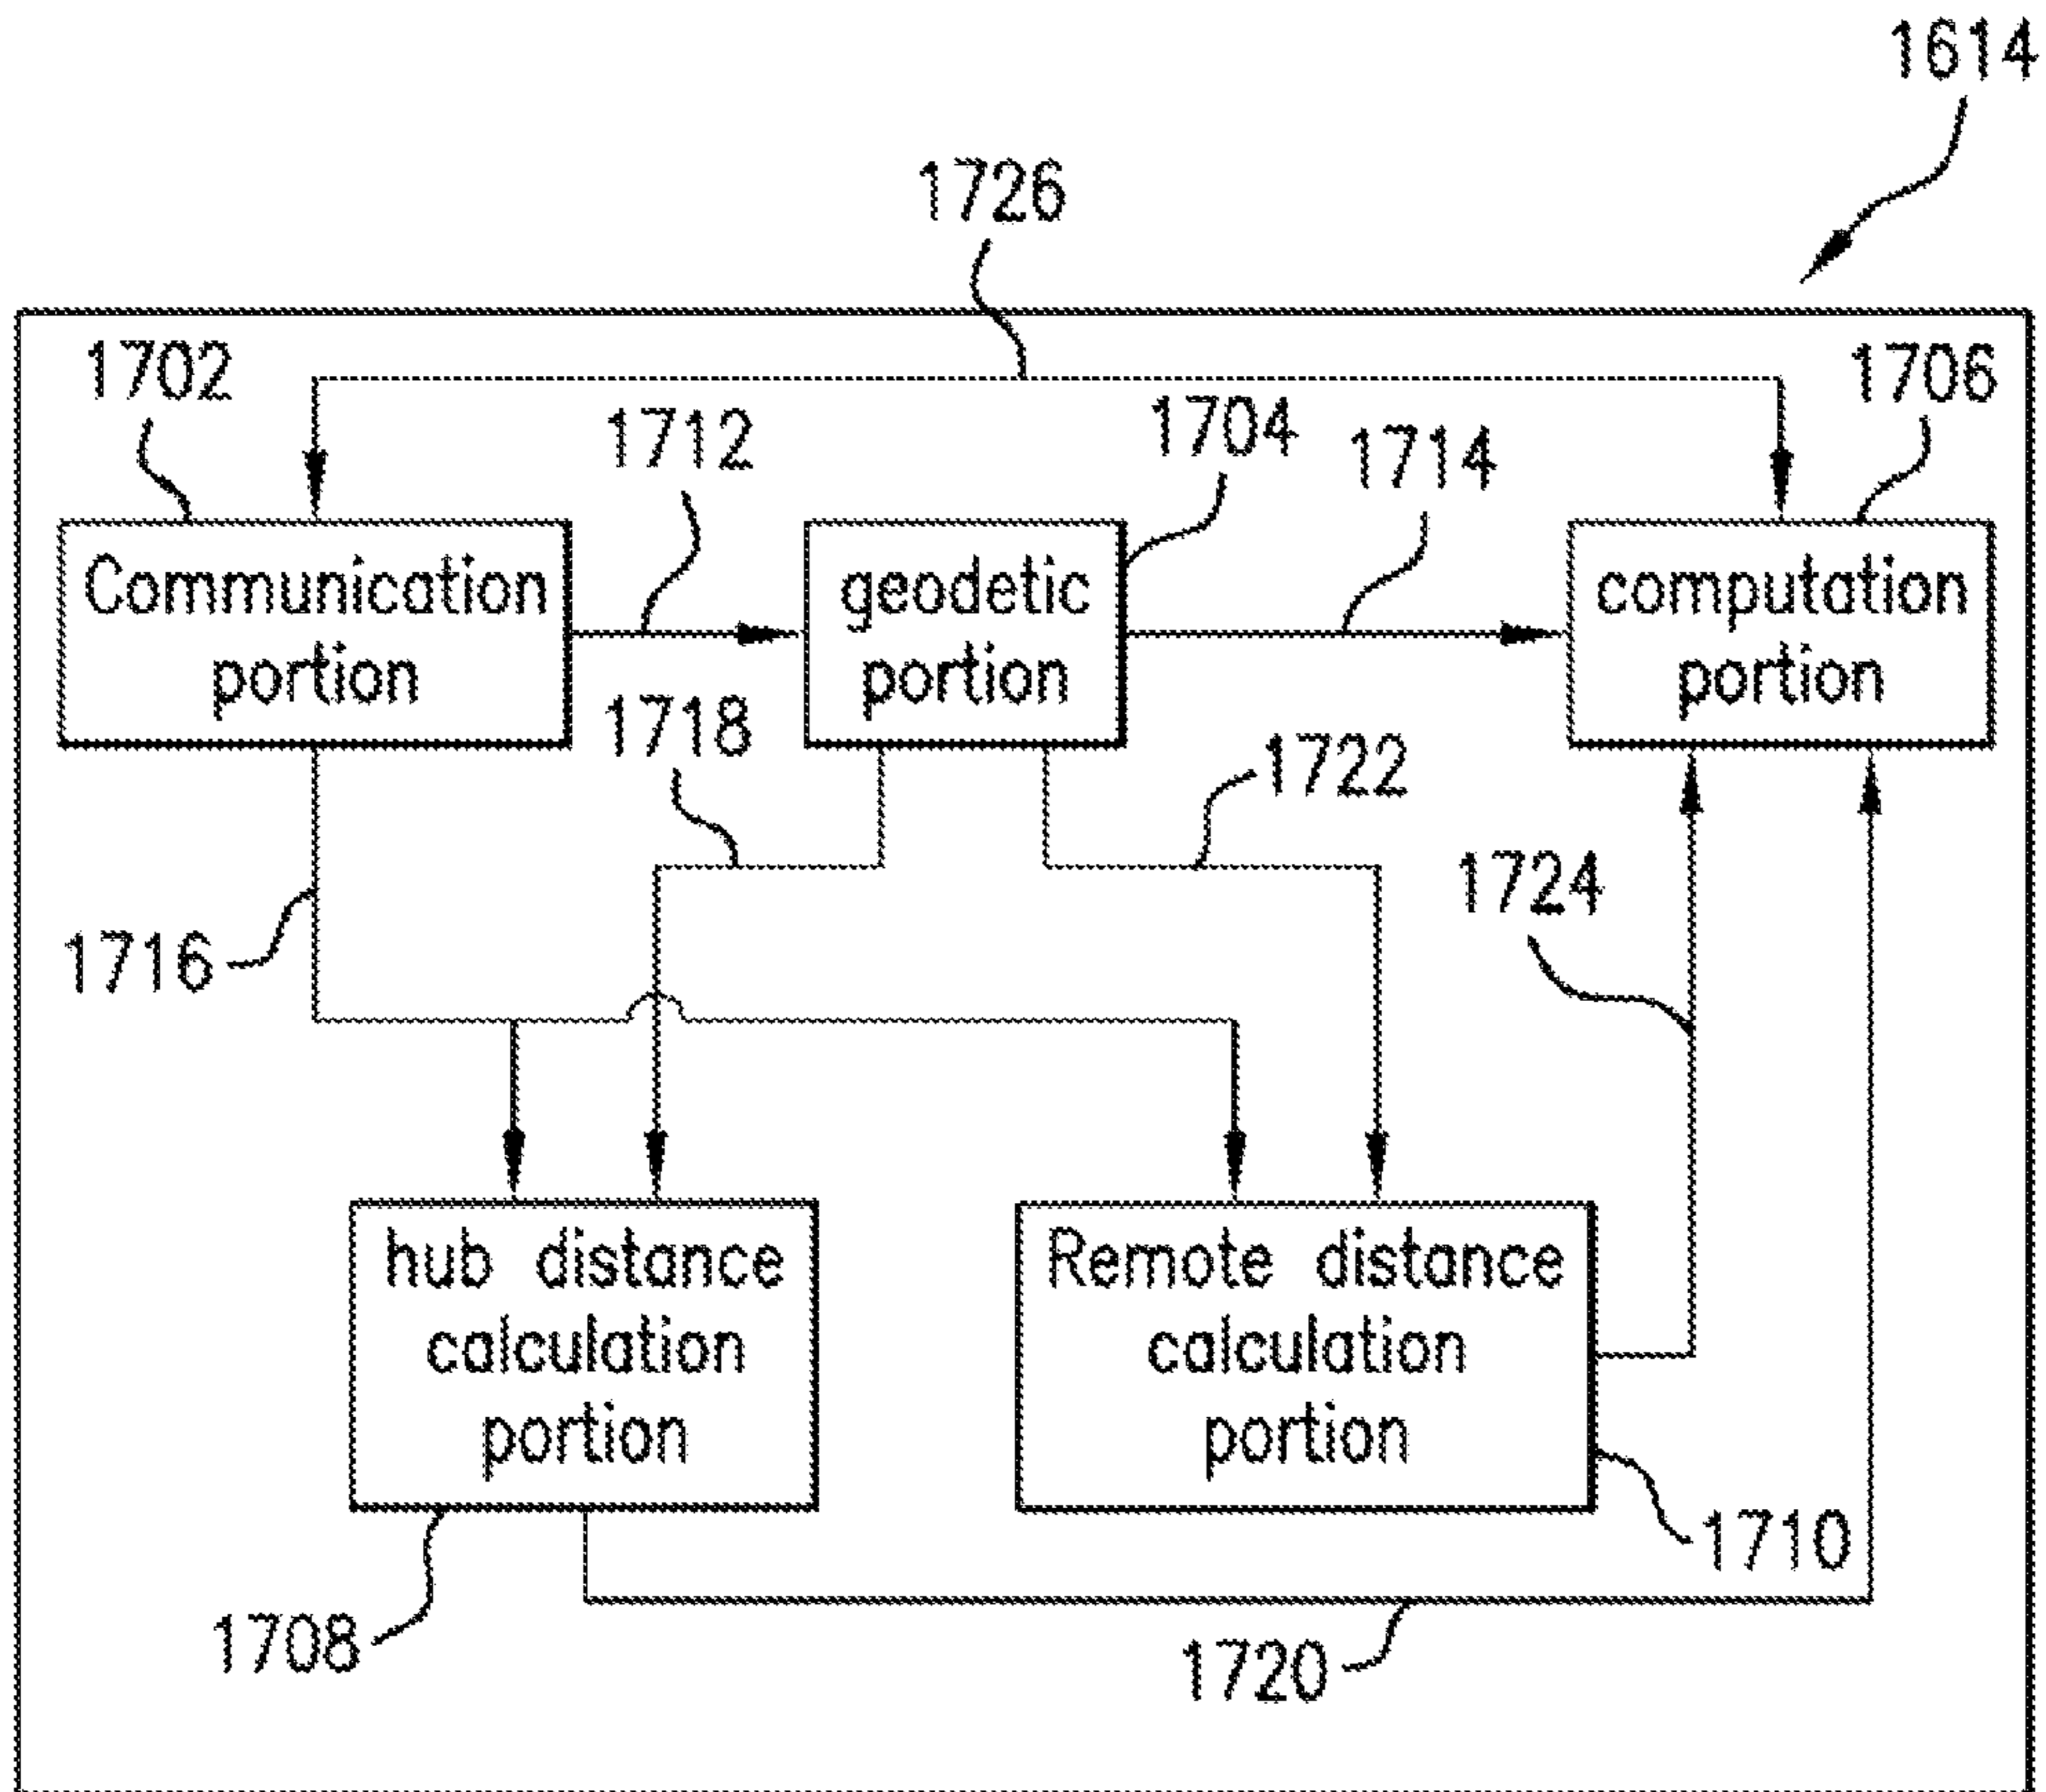 1614
1726
1702
1712
1704
1714
1706
Communication
portion
geodetic
portion
computation
portion
1718
1722
1724
1716
hub distance
calculation
portion
Remote distance
calculation
portion
1710
1708
1720